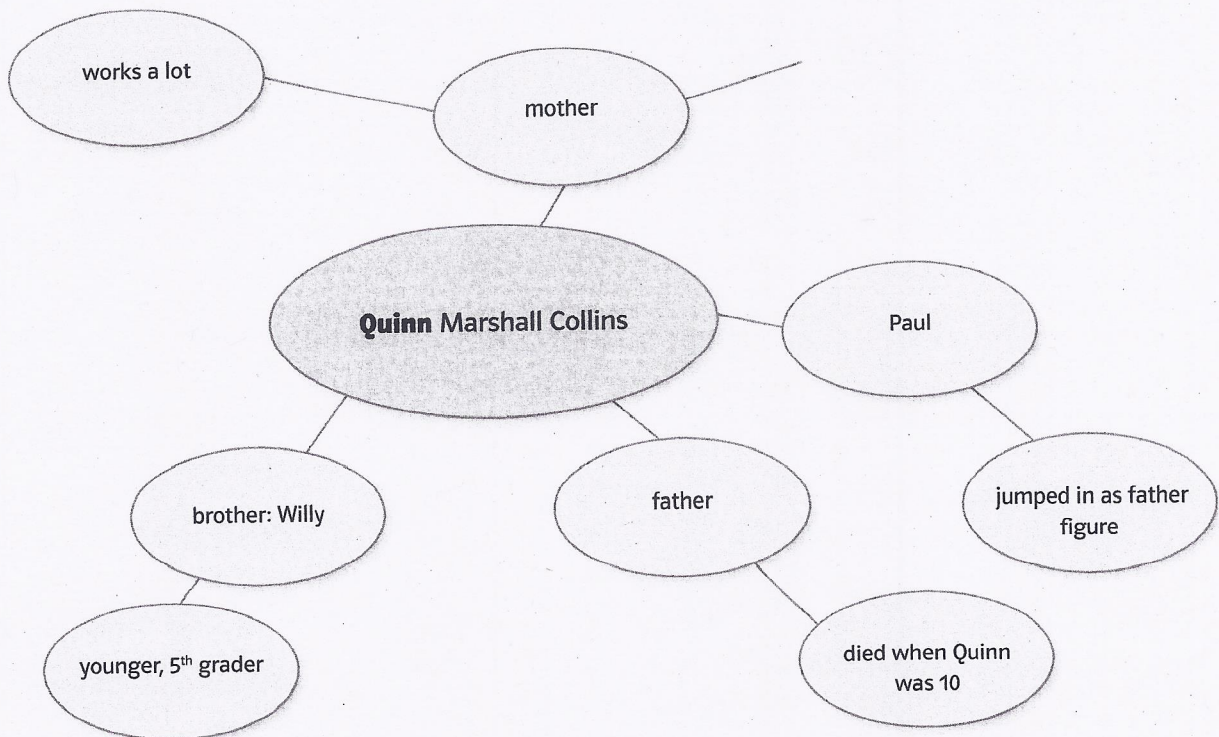 works a lot
mother
Quinn Marshall Collins
Paul
brother: Willy
father
jumped in as father
figure
younger, 5th grader
died when Quinn
was 10